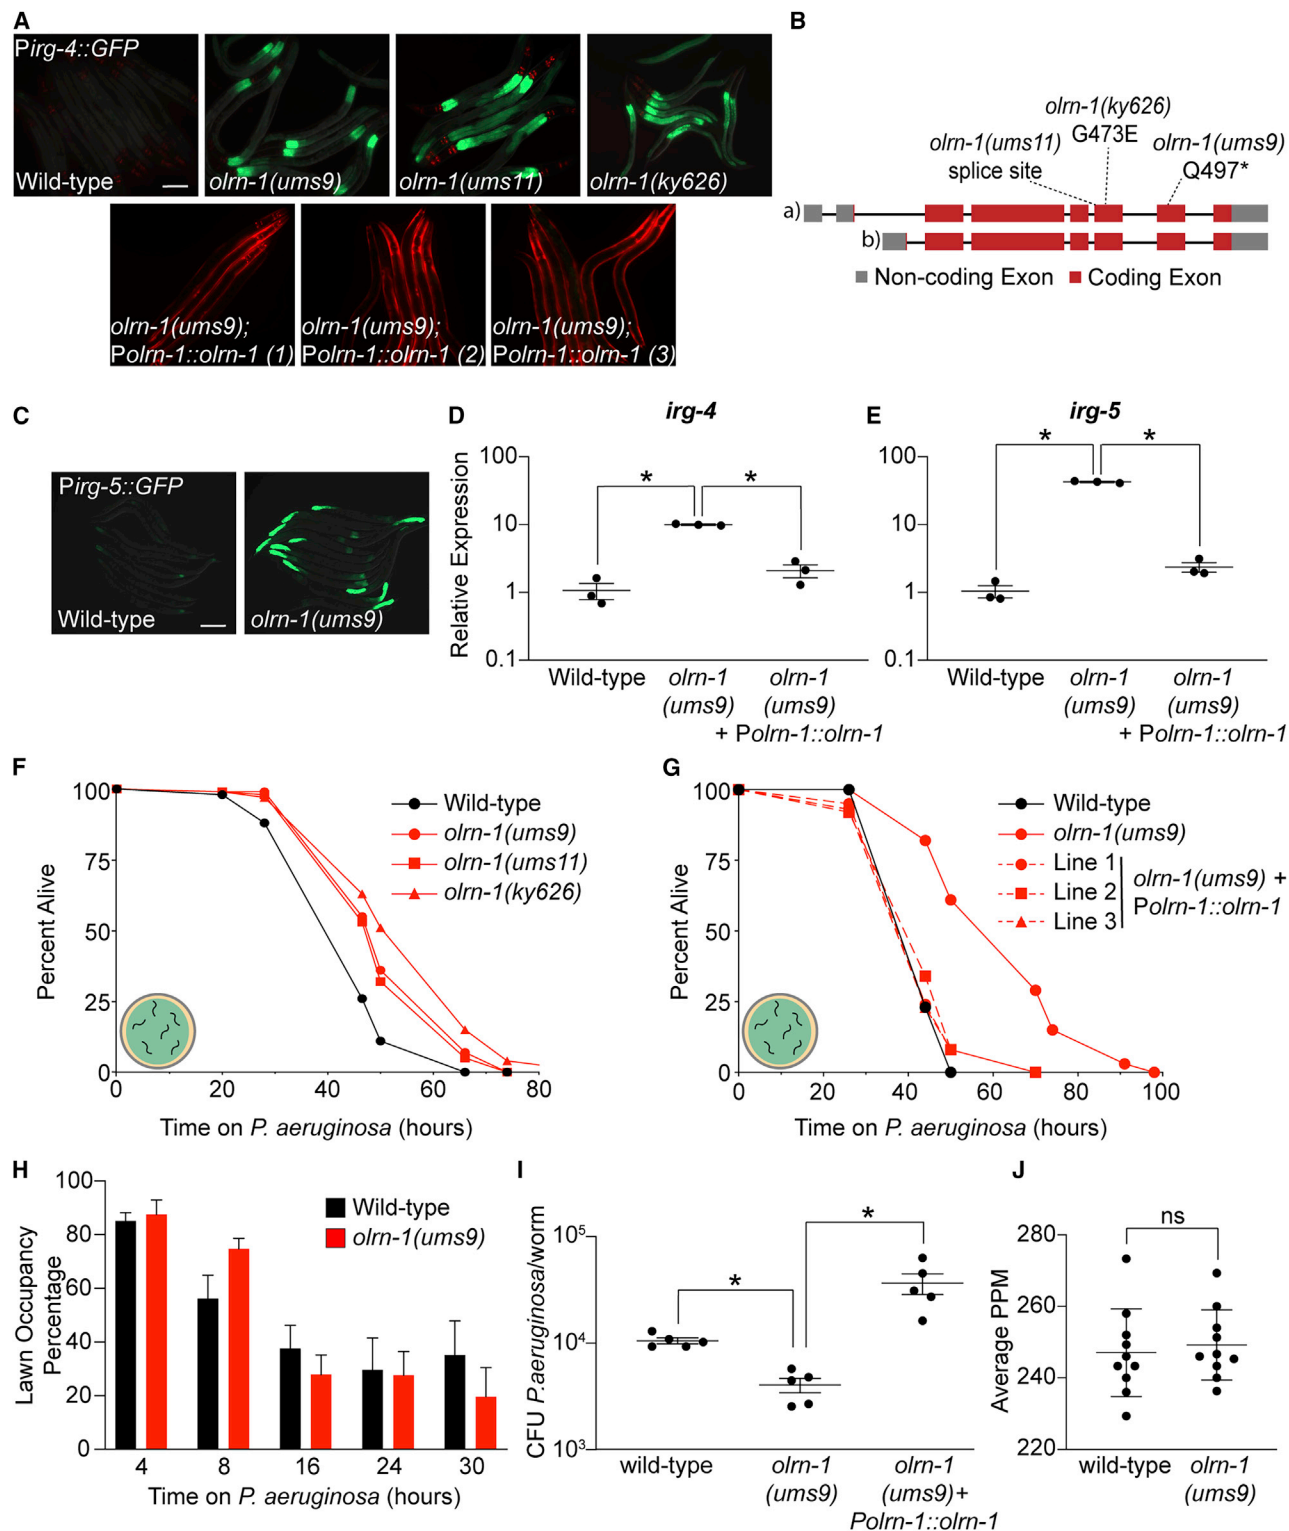 A
Pirg-4::GFP
Wild-type
olrn-1(ums9)
olrn-1(ums11)
olrn-1(ky626)
olrn-1(ums9);
Polrn-1::olrn-1 (1)
olrn-1(ums9);
Polrn-1::olrn-1 (2)
olrn-1(ums9);
Polrn-1::olrn-1 (3)
B
olrn-1(ky626)
G473E
olrn-1(ums11)
splice site
olrn-1(ums9)
Q497*
a)
b)
Non-coding Exon
Coding Exon
C
Pirg-5::GFP
Wild-type
olrn-1(ums9)
D
irg-4
Relative Expression
100
10
1
0.1
*
*
Wild-type
olrn-1
(ums9)
olrn-1
(ums9)
+ Polrn-1::olrn-1
E
irg-5
100
10
1
0.1
*
*
Wild-type
olrn-1
(ums9)
olrn-1
(ums9)
+ Polrn-1::olrn-1
F
Percent Alive
100
75
50
25
0
0
20
40
60
80
Time on P. aeruginosa (hours)
Wild-type
olrn-1(ums9)
olrn-1(ums11)
olrn-1(ky626)
G
Percent Alive
100
75
50
25
0
0
20
40
60
80
100
Time on P. aeruginosa (hours)
Wild-type
olrn-1(ums9)
Line 1
Line 2
Line 3
olrn-1(ums9) +
Polrn-1::olrn-1
H
Lawn Occupancy
Percentage
100
80
60
40
20
0
4
8
16
24
30
Time on P. aeruginosa (hours)
Wild-type
olrn-1(ums9)
I
CFU P.aeruginosa/worm
10⁵
10⁴
10³
*
*
wild-type
olrn-1
(ums9)
olrn-1
(ums9)+
Polrn-1::olrn-1
J
Average PPM
280
260
240
220
ns
wild-type
olrn-1
(ums9)